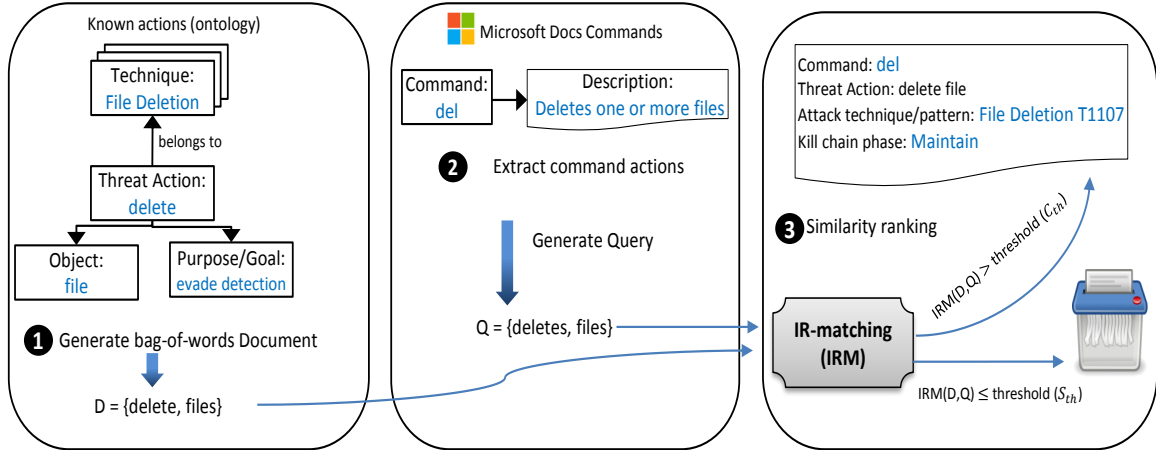 Known actions (ontology)
Technique:
File Deletion
belongs to
Threat Action:
delete
Object:
file
Purpose/Goal:
evade detection
1 Generate bag-of-words Document
D = {delete, files}
Microsoft Docs Commands
Command:
del
Description:
Deletes one or more files
2 Extract command actions
Generate Query
Q = {deletes, files}
Command: del
Threat Action: delete file
Attack technique/pattern: File Deletion T1107
Kill chain phase: Maintain
3 Similarity ranking
IRM(D,Q) > threshold (C_th)
IR-matching
(IRM)
IRM(D,Q) ≤ threshold (S_th)